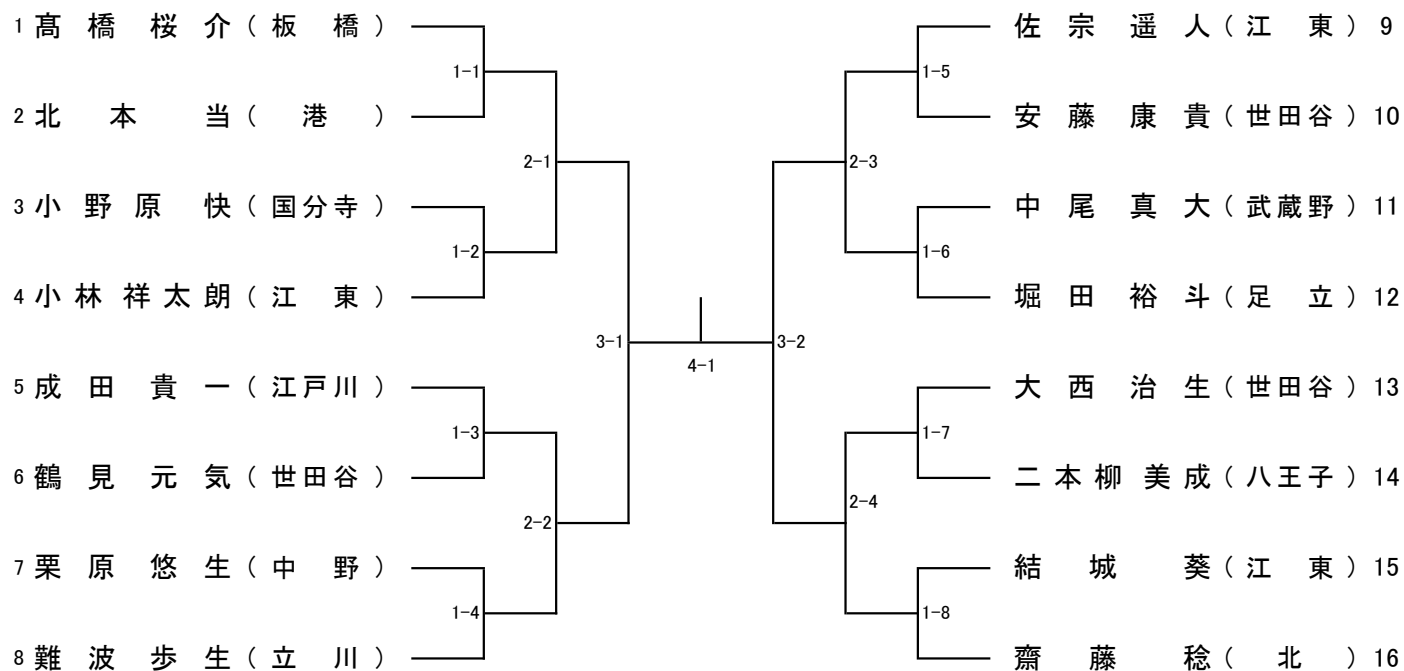 1 髙橋桜介（板橋）
1-1
2 北本当（港）
2-1
3 小野原快（国分寺）
1-2
4 小林祥太朗（江東）
3-1
5 成田貴一（江戸川）
1-3
6 鶴見元気（世田谷）
2-2
7 栗原悠生（中野）
1-4
8 難波歩生（立川）
4-1
佐宗遥人（江東）9
1-5
安藤康貴（世田谷）10
2-3
中尾真大（武蔵野）11
1-6
堀田裕斗（足立）12
3-2
大西治生（世田谷）13
1-7
二本柳美成（八王子）14
2-4
結城葵（江東）15
1-8
齋藤稔（北）16